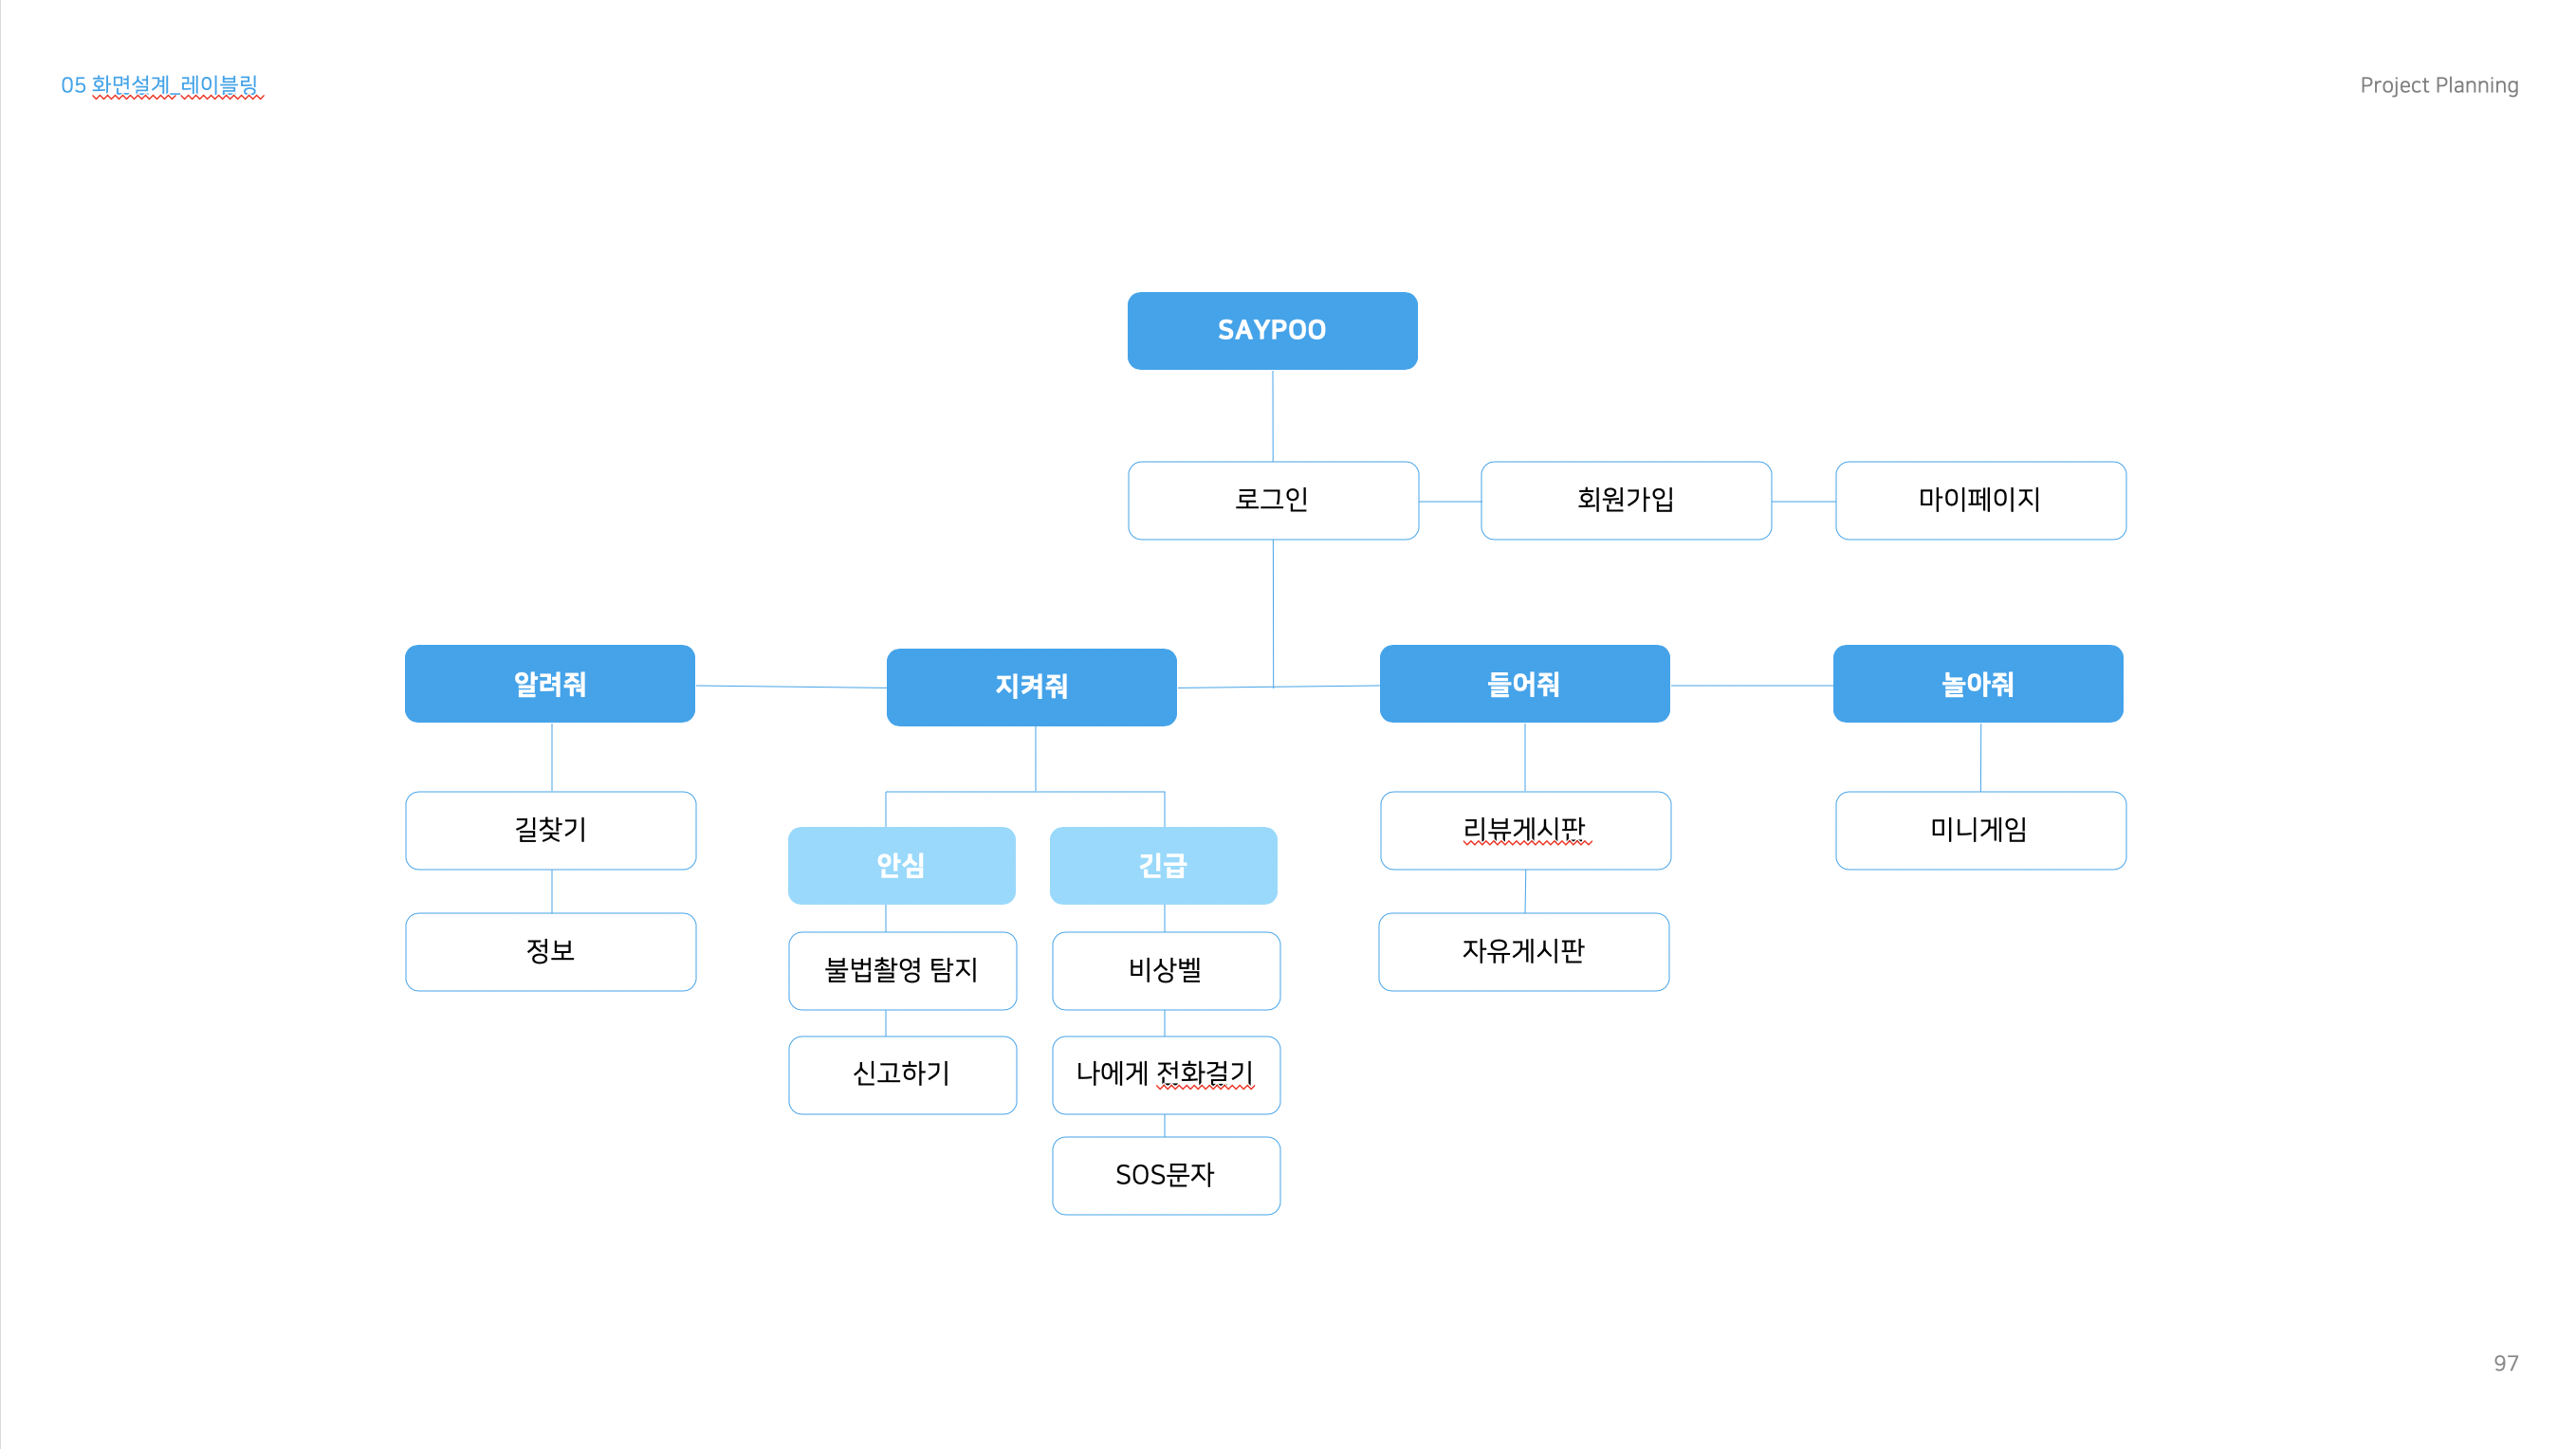 05 화면설계_레이블링
Project Planning
SAYPOO
로그인
회원가입
마이페이지
알려줘
지켜줘
들어줘
놀아줘
길찾기
정보
안심
긴급
불법촬영 탐지
신고하기
비상벨
나에게 전화걸기
SOS문자
리뷰게시판
자유게시판
미니게임
97